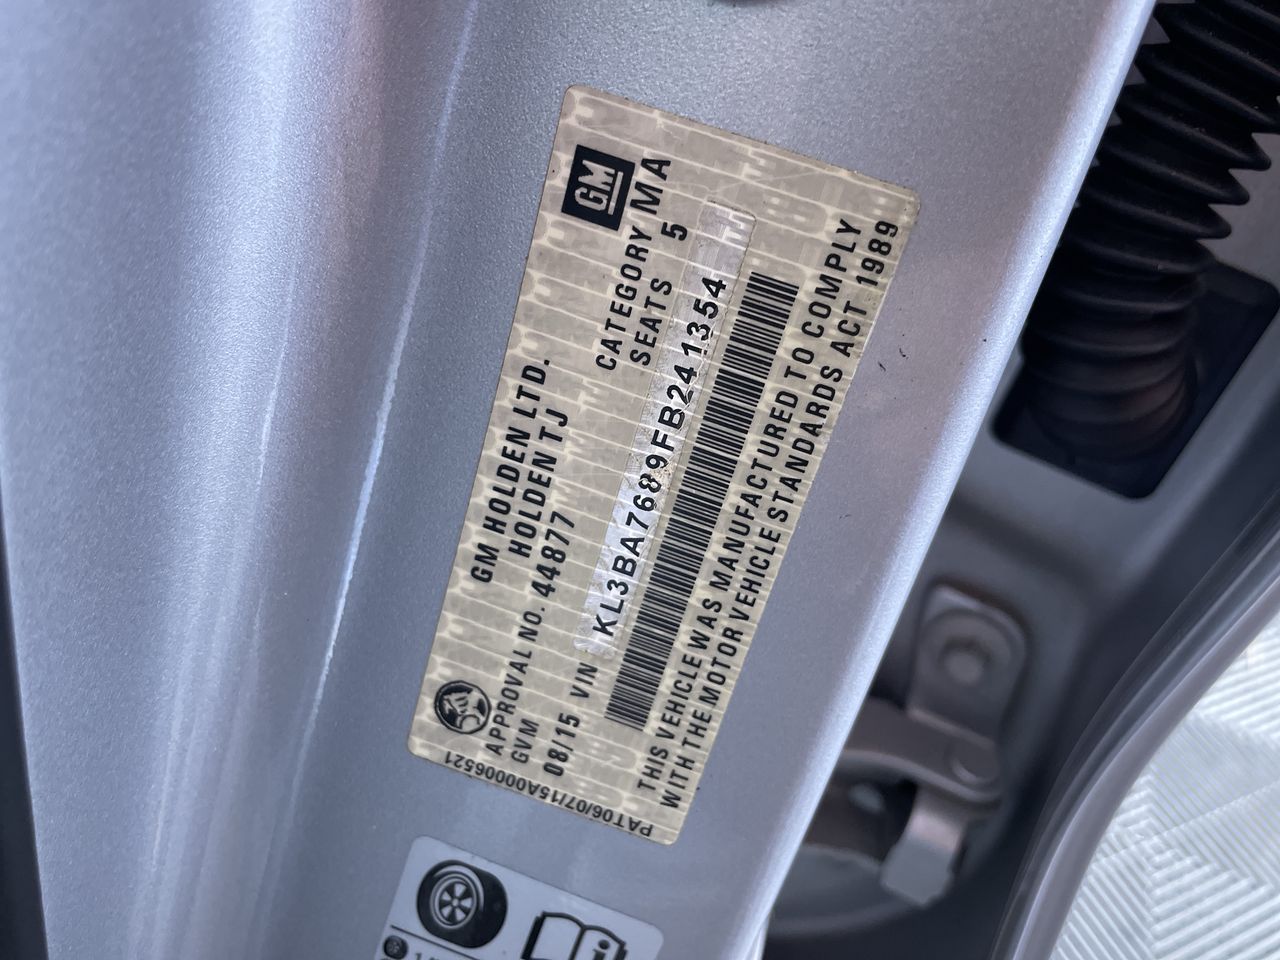 GM
GM HOLDEN LTD.
HOLDEN TJ
CATEGORY MA
APPROVAL NO. 44877
SEATS 5
GVM
08/15 VIN KL3BA7689FB241354
THIS VEHICLE WAS MANUFACTURED TO COMPLY
WITH THE MOTOR VEHICLE STANDARDS ACT 1989
PAT06/07/15A00006521